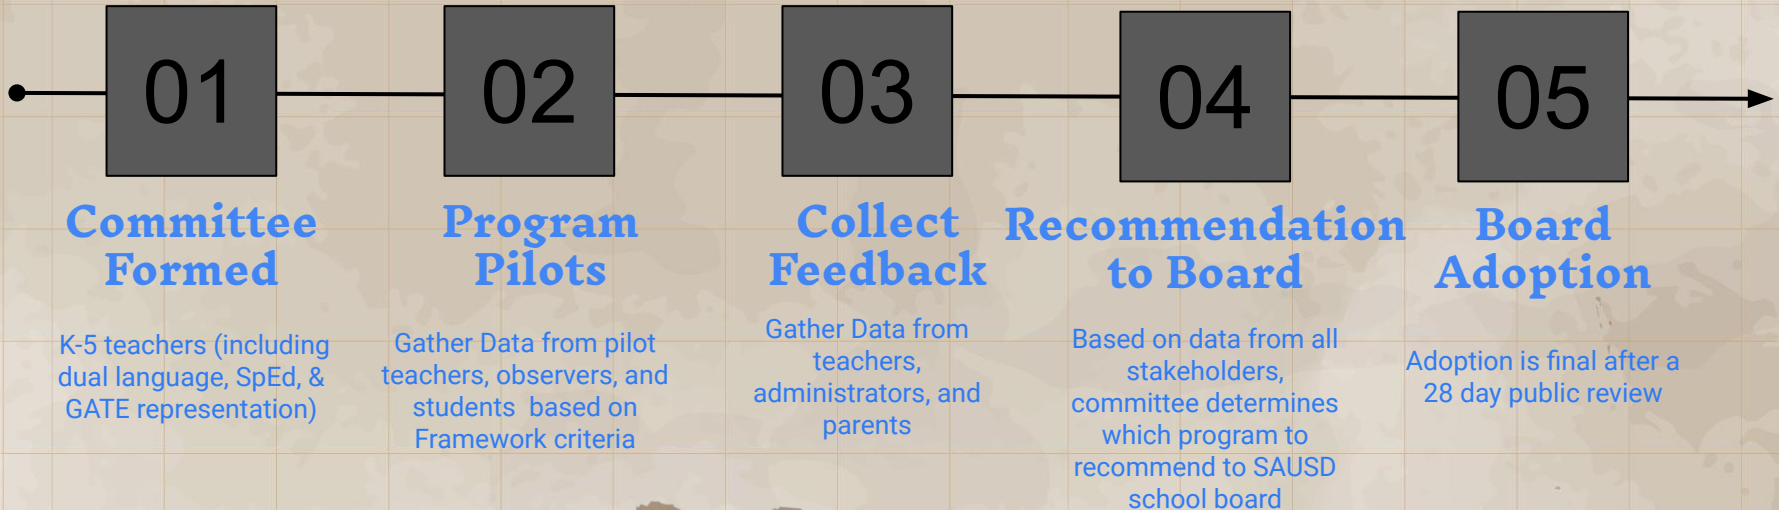 01
Committee
Formed
K-5 teachers (including
dual language, SpEd, &
GATE representation)
02
Program
Pilots
Gather Data from pilot
teachers, observers, and
students based on
Framework criteria
03
Collect
Feedback
Gather Data from
teachers,
administrators, and
parents
04
Recommendation
to Board
Based on data from all
stakeholders,
committee determines
which program to
recommend to SAUSD
school board
05
Board
Adoption
Adoption is final after a
28 day public review